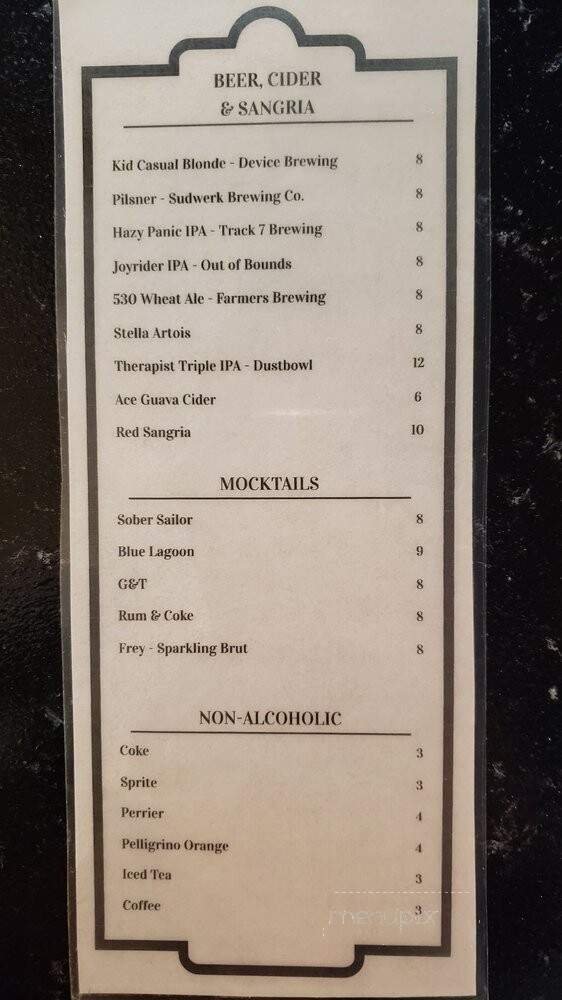 BEER, CIDER
& SANGRIA
Kid Casual Blonde - Device Brewing 8
Pilsner - Sudwerk Brewing Co. 8
Hazy Panic IPA - Track 7 Brewing 8
Joyrider IPA - Out of Bounds 8
530 Wheat Ale - Farmers Brewing 8
Stella Artois 8
Therapist Triple IPA - Dustbowl 12
Ace Guava Cider 6
Red Sangria 10
MOCKTAILS
Sober Sailor 8
Blue Lagoon 9
G&T 8
Rum & Coke 8
Frey - Sparkling Brut 8
NON-ALCOHOLIC
Coke 3
Sprite 3
Perrier 4
Pelligrino Orange 4
Iced Tea 3
Coffee 3
menupix